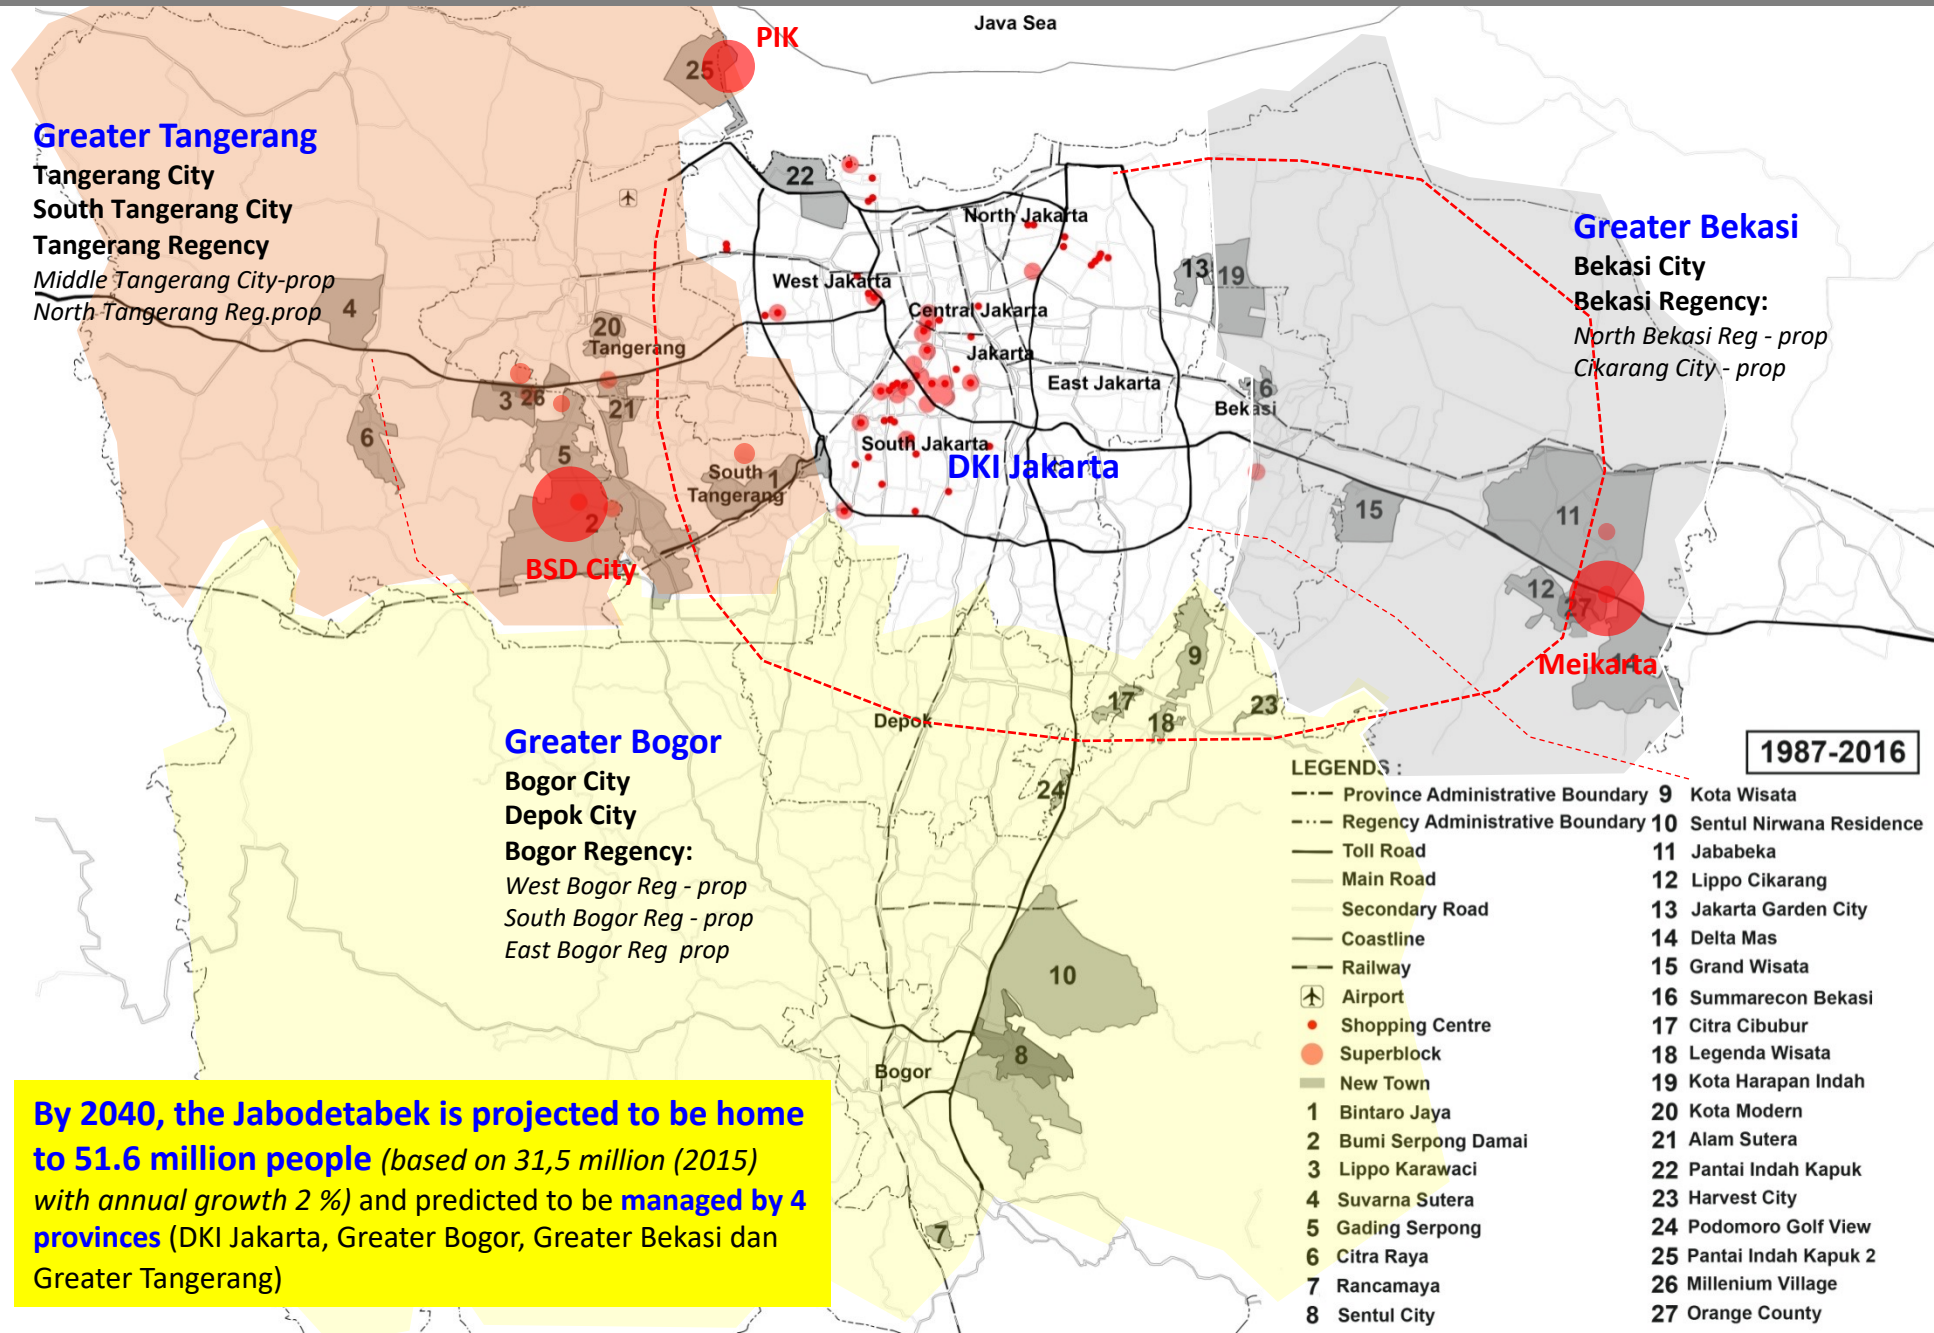 Java Sea
PIK
25
Greater Tangerang
Tangerang City
South Tangerang City
Tangerang Regency
Middle Tangerang City-prop
North Tangerang Reg.prop
22
North Jakarta
West Jakarta
Central Jakarta
Jakarta
East Jakarta
South Jakarta
DKI Jakarta
13
19
16
Bekasi
Greater Bekasi
Bekasi City
Bekasi Regency:
North Bekasi Reg - prop
Cikarang City - prop
4
20
Tangerang
3
26
21
6
5
South
Tangerang
1
2
BSD City
15
11
12
27
14
Meikarta
9
17
18
23
Depok
24
Greater Bogor
Bogor City
Depok City
Bogor Regency:
West Bogor Reg - prop
South Bogor Reg - prop
East Bogor Reg prop
10
8
Bogor
7
By 2040, the Jabodetabek is projected to be home
to 51.6 million people (based on 31,5 million (2015)
with annual growth 2 %) and predicted to be managed by 4
provinces (DKI Jakarta, Greater Bogor, Greater Bekasi dan
Greater Tangerang)
1987-2016
LEGENDS :
Province Administrative Boundary
Regency Administrative Boundary
Toll Road
Main Road
Secondary Road
Coastline
Railway
Airport
Shopping Centre
Superblock
New Town
1 Bintaro Jaya
2 Bumi Serpong Damai
3 Lippo Karawaci
4 Suvarna Sutera
5 Gading Serpong
6 Citra Raya
7 Rancamaya
8 Sentul City
9 Kota Wisata
10 Sentul Nirwana Residence
11 Jababeka
12 Lippo Cikarang
13 Jakarta Garden City
14 Delta Mas
15 Grand Wisata
16 Summarecon Bekasi
17 Citra Cibubur
18 Legenda Wisata
19 Kota Harapan Indah
20 Kota Modern
21 Alam Sutera
22 Pantai Indah Kapuk
23 Harvest City
24 Podomoro Golf View
25 Pantai Indah Kapuk 2
26 Millenium Village
27 Orange County